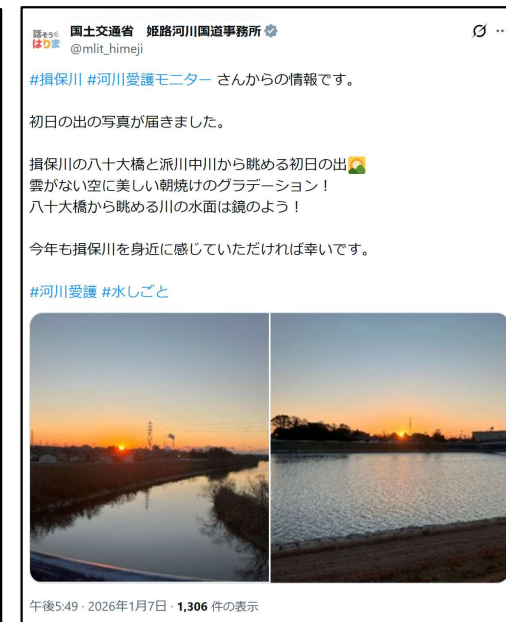 話そう
はりま
国土交通省　姫路河川国道事務所
@mlit_himeji
#揖保川 #河川愛護モニター さんからの情報です。
初日の出の写真が届きました。
揖保川の八十大橋と派川中川から眺める初日の出🌄
雲がない空に美しい朝焼けのグラデーション！
八十大橋から眺める川の水面は鏡のよう！
今年も揖保川を身近に感じていただければ幸いです。
#河川愛護 #水しごと
午後5:49 · 2026年1月7日 · 1,306 件の表示